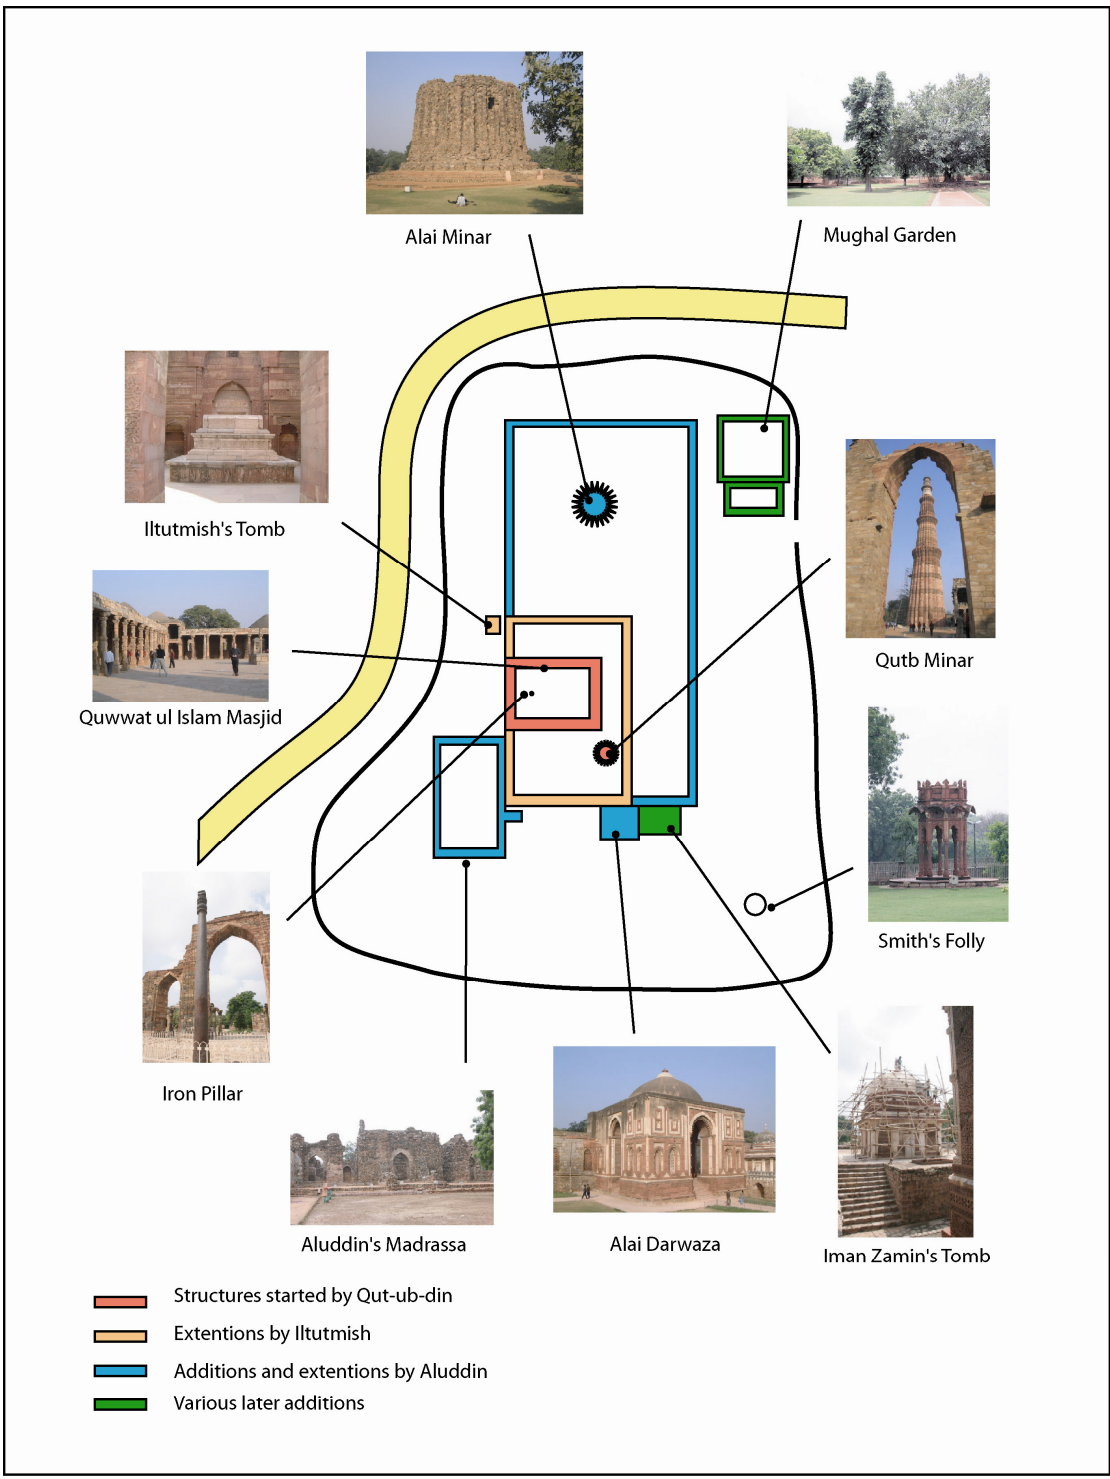 Alai Minar
Mughal Garden
Iltutmish's Tomb
Qutb Minar
Quwwat ul Islam Masjid
Smith's Folly
Iron Pillar
Aluddin's Madrassa
Alai Darwaza
Iman Zamin's Tomb
Structures started by Qut-ub-din
Extentions by Iltutmish
Additions and extentions by Aluddin
Various later additions